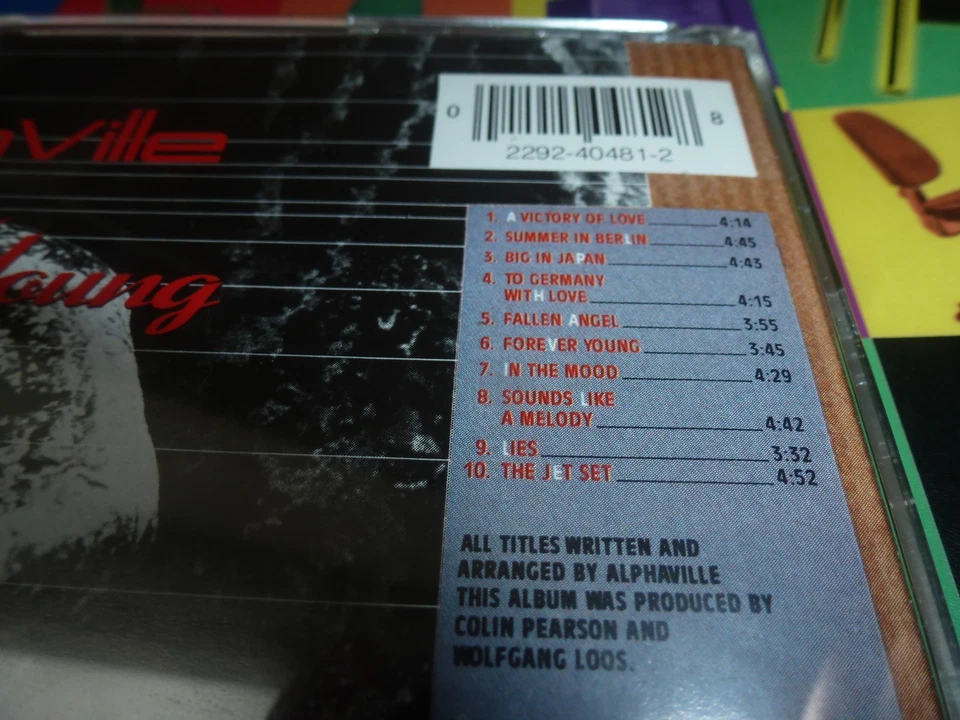 aVille
Young
0 8
2292-40481-2
1. A VICTORY OF LOVE 4:14
2. SUMMER IN BERLIN 4:45
3. BIG IN JAPAN 4:43
4. TO GERMANY
WITH LOVE 4:15
5. FALLEN ANGEL 3:55
6. FOREVER YOUNG 3:45
7. IN THE MOOD 4:29
8. SOUNDS LIKE
A MELODY 4:42
9. LIES 3:32
10. THE JET SET 4:52
ALL TITLES WRITTEN AND
ARRANGED BY ALPHAVILLE
THIS ALBUM WAS PRODUCED BY
COLIN PEARSON AND
WOLFGANG LOOS.